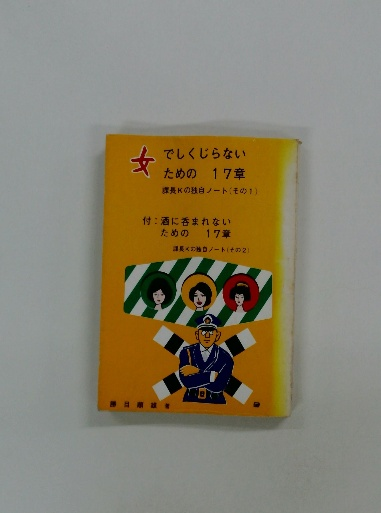 女でしくじらない
ための 17章
課長Kの独白ノート(その1)
付:酒に呑まれない
ための 17章
課長Kの独白ノート(その2)